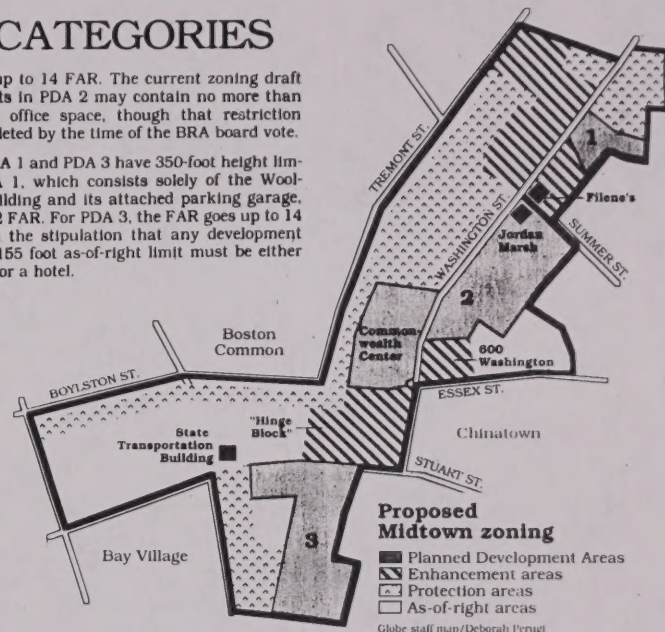 CATEGORIES
up to 14 FAR. The current zoning draft
ts in PDA 2 may contain no more than
office space, though that restriction
leted by the time of the BRA board vote.
A 1 and PDA 3 have 350-foot height lim-
A 1, which consists solely of the Wool-
ilding and its attached parking garage,
2 FAR. For PDA 3, the FAR goes up to 14
the stipulation that any development
155 foot as-of-right limit must be either
or a hotel.
TREMONT ST.
1
Filene's
WASHINGTON ST.
Jordan
Marsh
SUMMER ST.
2
Common-
wealth
Center
600
Washington
Boston
Common
BOYLSTON ST.
ESSEX ST.
"Hinge
Block"
State
Transportation
Building
Chinatown
STUART ST.
3
Bay Village
Proposed
Midtown zoning
Planned Development Areas
Enhancement areas
Protection areas
As-of-right areas
Globe staff map/Deborah Perugi